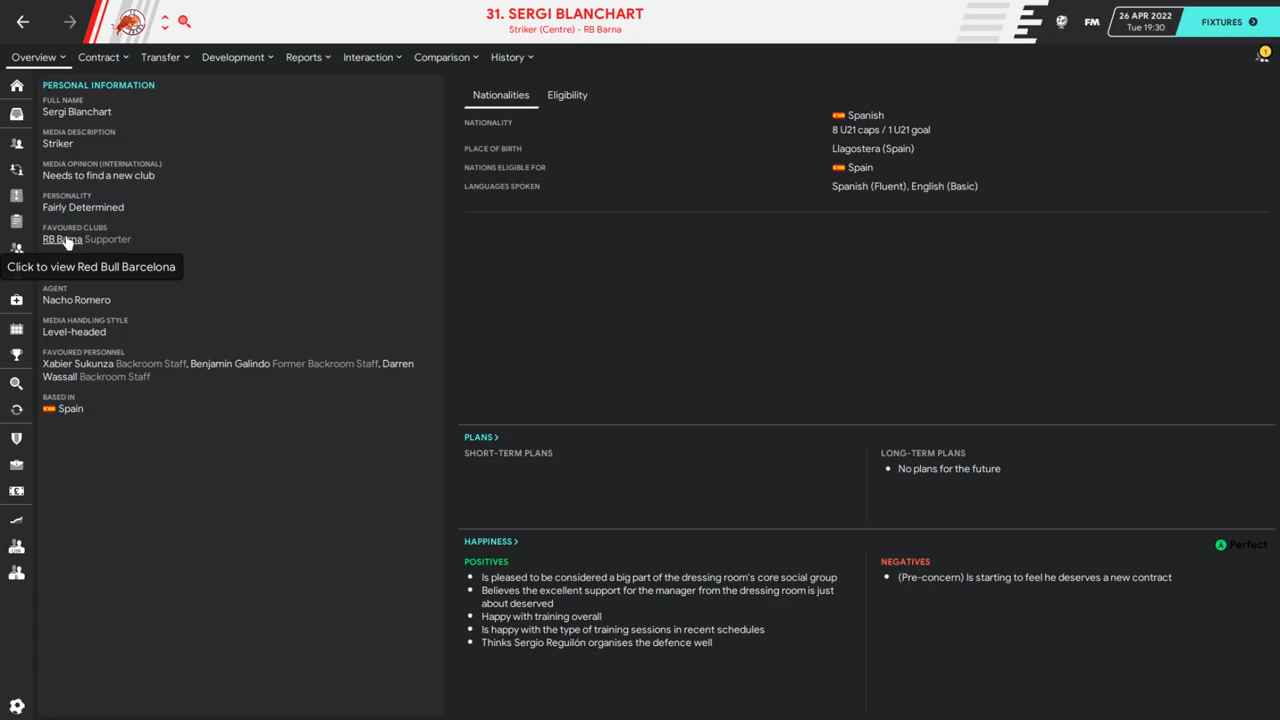 31. SERGI BLANCHART
Striker (Centre) - RB Barna
FM
26 APR 2022
Tue 19:30
FIXTURES
Overview
Contract
Transfer
Development
Reports
Interaction
Comparison
History
1
PERSONAL INFORMATION
FULL NAME
Sergi Blanchart
MEDIA DESCRIPTION
Striker
MEDIA OPINION (INTERNATIONAL)
Needs to find a new club
PERSONALITY
Fairly Determined
FAVOURED CLUBS
RB Barna Supporter
Click to view Red Bull Barcelona
AGENT
Nacho Romero
MEDIA HANDLING STYLE
Level-headed
FAVOURED PERSONNEL
Xabier Sukunza Backroom Staff, Benjamín Galindo Former Backroom Staff, Darren
Wassall Backroom Staff
BASED IN
Spain
Nationalities
Eligibility
NATIONALITY
Spanish
8 U21 caps / 1 U21 goal
PLACE OF BIRTH
Llagostera (Spain)
NATIONS ELIGIBLE FOR
Spain
LANGUAGES SPOKEN
Spanish (Fluent), English (Basic)
PLANS >
SHORT-TERM PLANS
LONG-TERM PLANS
• No plans for the future
HAPPINESS >
Perfect
POSITIVES
• Is pleased to be considered a big part of the dressing room's core social group
• Believes the excellent support for the manager from the dressing room is just
about deserved
• Happy with training overall
• Is happy with the type of training sessions in recent schedules
• Thinks Sergio Reguilón organises the defence well
NEGATIVES
• (Pre-concern) Is starting to feel he deserves a new contract